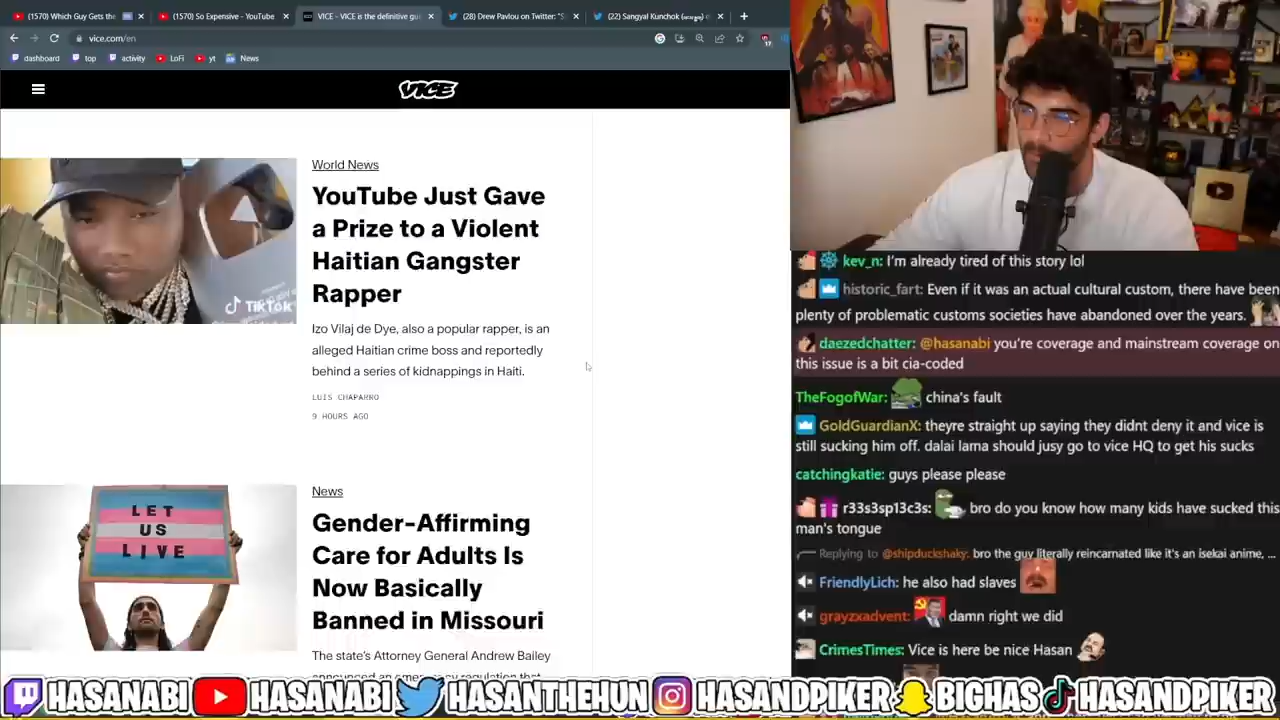 (1570) Which Guy Gets the
(1570) So Expensive - YouTube
VICE - VICE is the definitive gui
(28) Drew Pavlou on Twitter: "S
(22) Sangyal Kunchok
vice.com/en
dashboard
top
activity
LoFi
yt
News
VICE
TikTok
World News
YouTube Just Gave
a Prize to a Violent
Haitian Gangster
Rapper
Izo Vilaj de Dye, also a popular rapper, is an
alleged Haitian crime boss and reportedly
behind a series of kidnappings in Haiti.
LUIS CHAPARRO
9 HOURS AGO
LET
US
LIVE
News
Gender-Affirming
Care for Adults Is
Now Basically
Banned in Missouri
The state's Attorney General Andrew Bailey
announced an emergency regulation that
kev_n: I'm already tired of this story lol
historic_fart: Even if it was an actual cultural custom, there have been
plenty of problematic customs societies have abandoned over the years.
daezedchatter: @hasanabi you're coverage and mainstream coverage on
this issue is a bit cia-coded
TheFogofWar: china's fault
GoldGuardianX: theyre straight up saying they didnt deny it and vice is
still sucking him off. dalai lama should jusy go to vice HQ to get his sucks
catchingkatie: guys please please
r33s3sp13c3s: bro do you know how many kids have sucked this
man's tongue
Replying to @shipduckshaky: bro the guy literally reincarnated like it's an isekai anime, ...
FriendlyLich: he also had slaves
grayzxadvent: damn right we did
CrimesTimes: Vice is here be nice Hasan
HASANABI
HASANABI
HASANTHEHUN
HASANDPIKER
BIGHAS
HASANDPIKER